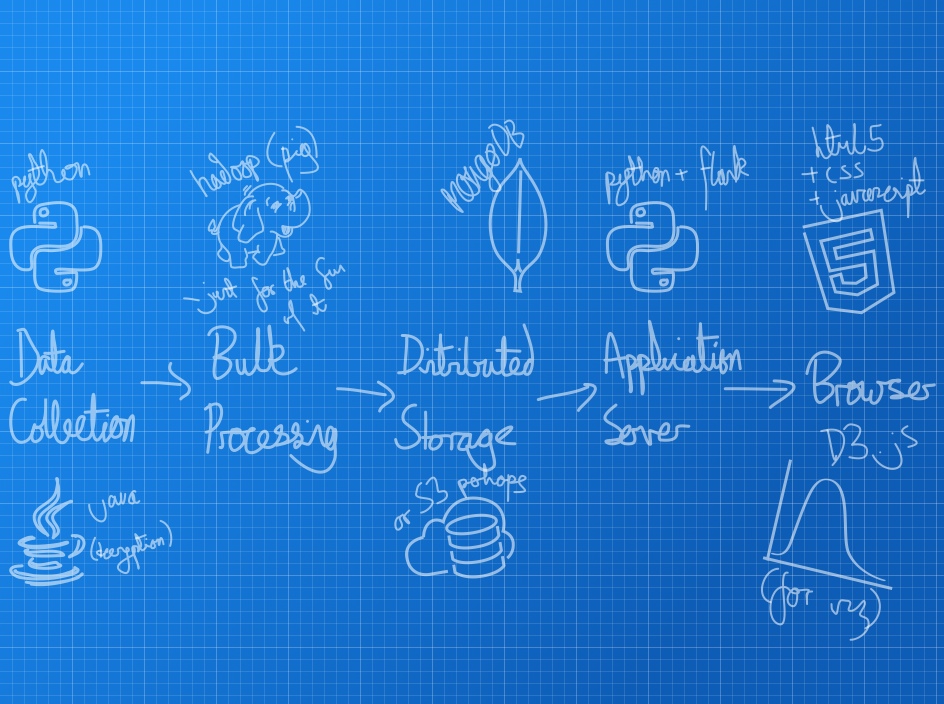 python
hadoop (pig)
- just for the fun
of it
mongoDB
python + flask
html5
+ css
+ javascript
5
Data
Collection
Bulk
Processing
Distributed
Storage
Application
Server
Browser
java
(decryption)
or S3 perhaps
D3.js
(for viz)